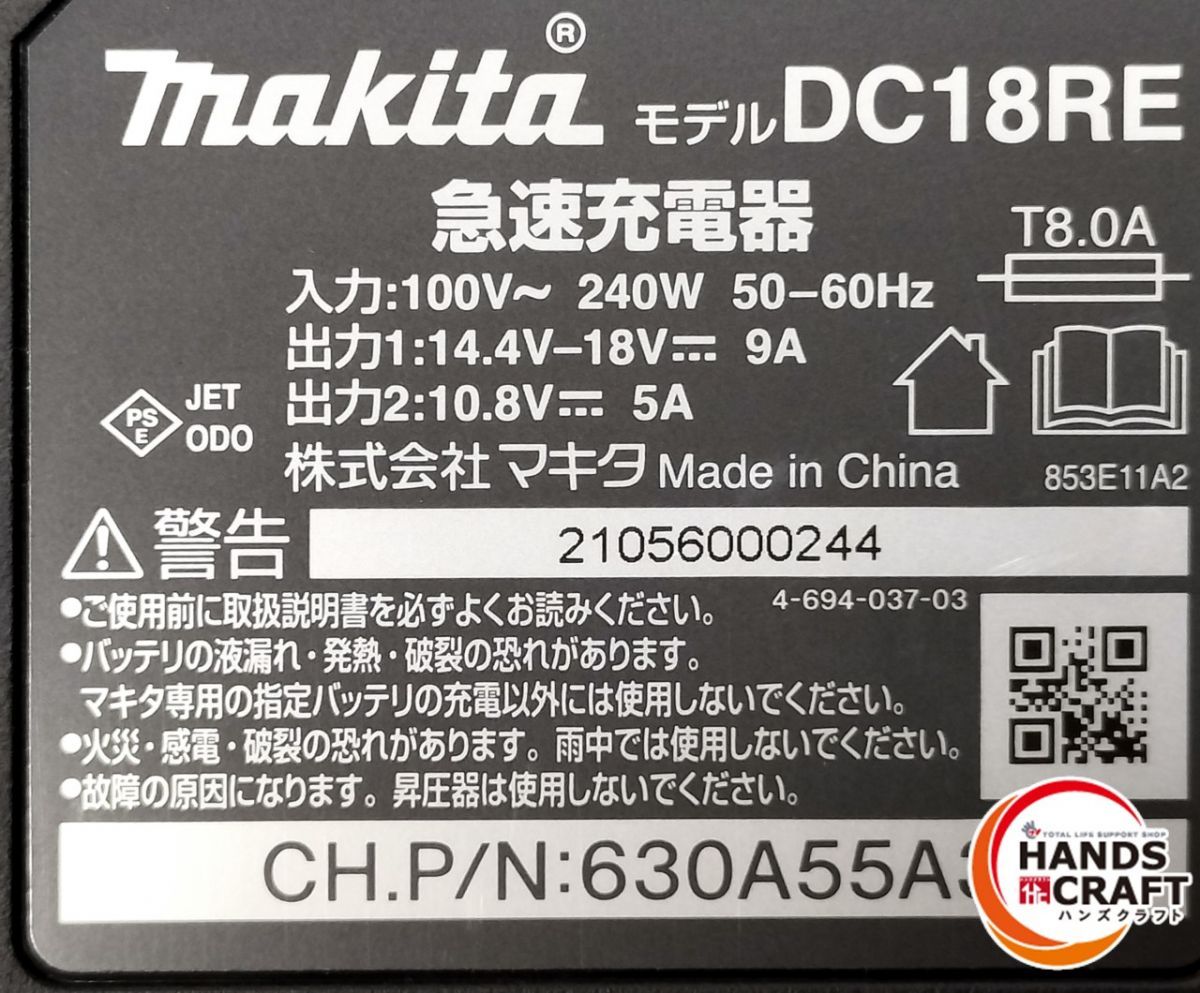 makita®
モデル DC18RE
急速充電器
T8.0A
入力:100V~ 240W 50-60Hz
出力1:14.4V-18V⎓ 9A
出力2:10.8V⎓ 5A
PS
E
JET
ODO
株式会社マキタ Made in China
853E11A2
警告
21056000244
4-694-037-03
●ご使用前に取扱説明書を必ずよくお読みください。
●バッテリの液漏れ・発熱・破裂の恐れがあります。
マキタ専用の指定バッテリの充電以外には使用しないでください。
●火災・感電・破裂の恐れがあります。雨中では使用しないでください。
●故障の原因になります。昇圧器は使用しないでください。
CH.P/N:630A55A
TOTAL LIFE SUPPORT SHOP
HANDS
CRAFT
ハンズクラフト